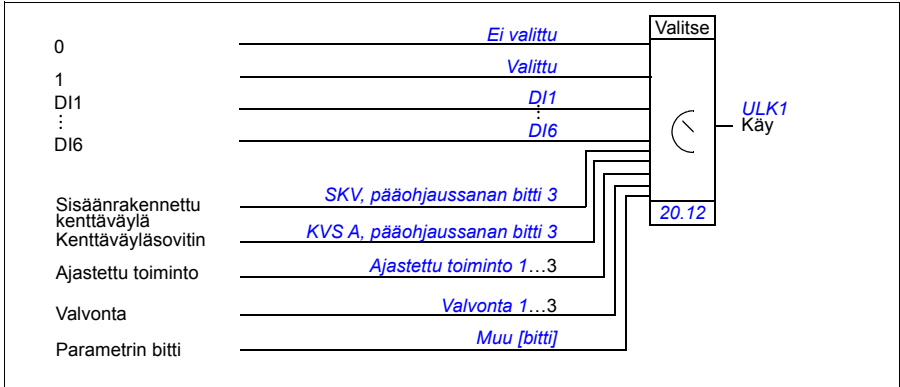 0 Ei valittu Valitse
1 Valittu
DI1 DI1
⋮ ⋮ ULK1
DI6 DI6 Käy
Sisäänrakennettu SKV, pääohjaussanan bitti 3
kenttäväylä 20.12
Kenttäväyläsovitin KVS A, pääohjaussanan bitti 3
Ajastettu toiminto Ajastettu toiminto 1…3
Valvonta Valvonta 1…3
Parametrin bitti Muu [bitti]